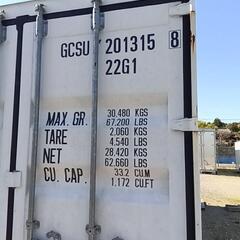 GCSU 201315 8
22G1
MAX. GR. 30.480 KGS
67.200 LBS
TARE 2.060 KGS
4.540 LBS
NET 28.420 KGS
62.660 LBS
CU. CAP. 33.2 CU.M
1.172 CU.FT